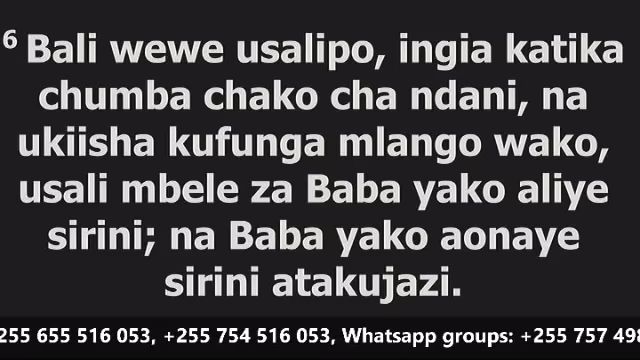 6 Bali wewe usalipo, ingia katika
chumba chako cha ndani, na
ukiisha kufunga mlango wako,
usali mbele za Baba yako aliye
sirini; na Baba yako aonaye
sirini atakujazi.
255 655 516 053, +255 754 516 053, Whatsapp groups: +255 757 498